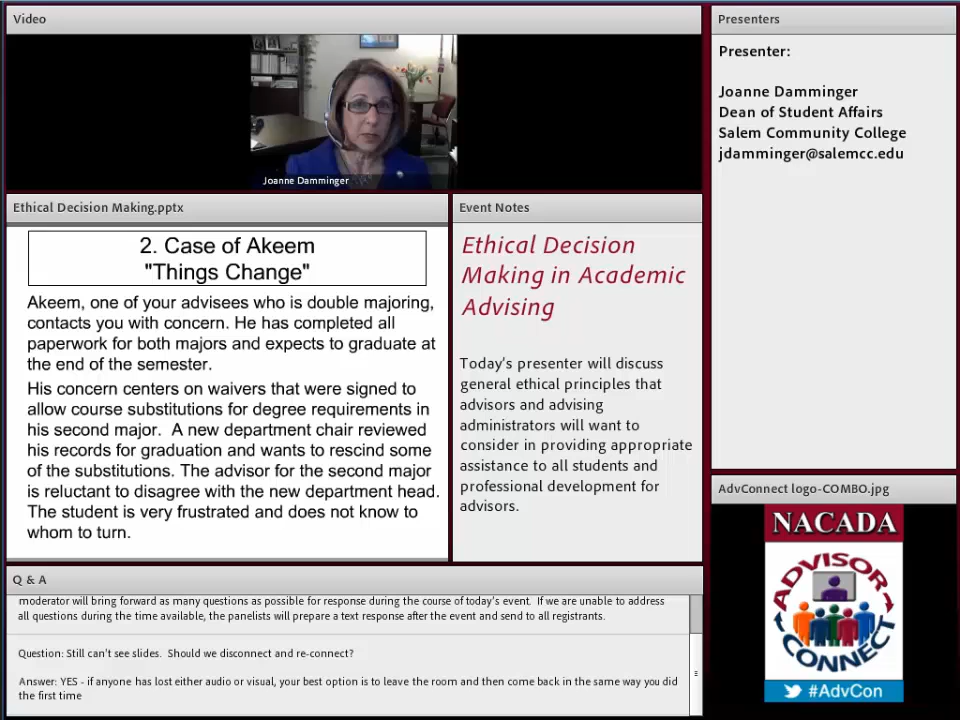 Video
Joanne Damminger
Presenters
Presenter:
Joanne Damminger
Dean of Student Affairs
Salem Community College
jdamminger@salemcc.edu
Ethical Decision Making.pptx
2. Case of Akeem
"Things Change"
Akeem, one of your advisees who is double majoring,
contacts you with concern. He has completed all
paperwork for both majors and expects to graduate at
the end of the semester.
His concern centers on waivers that were signed to
allow course substitutions for degree requirements in
his second major.  A new department chair reviewed
his records for graduation and wants to rescind some
of the substitutions. The advisor for the second major
is reluctant to disagree with the new department head.
The student is very frustrated and does not know to
whom to turn.
Event Notes
Ethical Decision
Making in Academic
Advising
Today's presenter will discuss
general ethical principles that
advisors and advising
administrators will want to
consider in providing appropriate
assistance to all students and
professional development for
advisors.
AdvConnect logo-COMBO.jpg
NACADA
ADVISOR
CONNECT
#AdvCon
Q & A
moderator will bring forward as many questions as possible for response during the course of today's event.  If we are unable to address
all questions during the time available, the panelists will prepare a text response after the event and send to all registrants.
Question: Still can't see slides.  Should we disconnect and re-connect?
Answer: YES - if anyone has lost either audio or visual, your best option is to leave the room and then come back in the same way you did
the first time